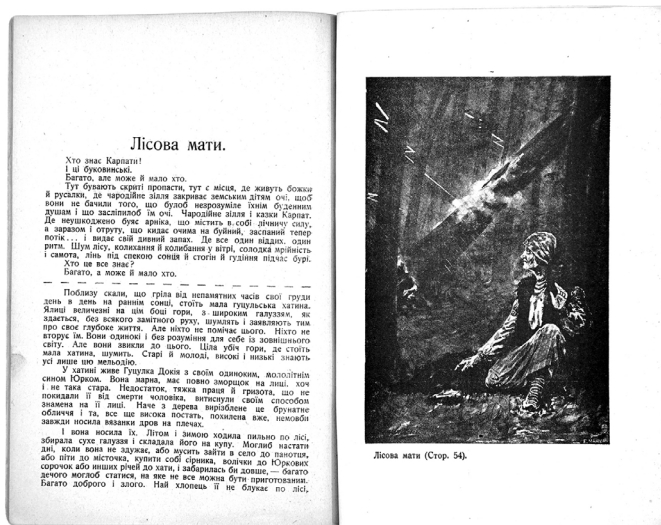 Лісова мати.
Хто знає Карпати!
І ці буковинські.
Багато, але може й мало хто.
Тут бувають скриті пропасти, тут є місця, де живуть божки
й русалки, де чародійне зілля закриває земським дітям очі, щоб
вони не бачили того, що булоб незрозуміле їхнім буденним
душам і що засліпилоб їм очі. Чародійне зілля і казки Карпат.
Де неушкоджено буяє арніка, що містить в собі лічничу силу,
а заразом і отруту, що кидає очима на буйний, заспаний тепер
потік... і видає свій дивний запах. Де все один віддих, один
ритм. Шум лісу, колихання й колибання у вітрі, солодка мрійність
і самота, лінь під спекою сонця й стогін й гудіння підчас бурі.
Хто це все знає?
Багато, а може й мало хто.
Поблизу скали, що гріла від непамятних часів свої груди
день в день на раннім сонці, стоїть мала гуцульська хатина.
Ялиці величезні на цім боці гори, з широким галуззям, як
здається, без всякого замітного руху, шумлять і заявляють тим
про своє глубоке життя. Але ніхто не помічає цього. Ніхто не
вторує їм. Вони одинокі і без розуміння для себе із зовнішнього
світу. Але вони звикли до цього. Ціла убіч гори, де стоїть
мала хатина, шумить. Старі й молоді, високі і низькі знають
усі лише цю мельодію.
У хатині живе Гуцулка Докія з своїм одиноким, молоітнім
сином Юрком. Вона марна, має повно зморщок на лиці, хоч
і не така стара. Недостаток, тяжка праця й гризота, що не
покидали її від смерти чоловіка, витиснули своїм способом
знамена на її лиці. Наче з дерева вирізблене це брунатне
обличчя і та, все ще висока постать, похилена вже, немовби
завжди носила вязанки дров на плечах.
І вона носила їх. Літом і зимою ходила пильно по лісі,
збирала сухе галуззя і складала його на купу. Моглиб настати
дні, коли вона не здужає, або мусить зайти в село до панотця,
або піти до місточка, купити собі сірника, волічки до Юркових
сорочок або инших річей до хати, і забарилась би довше, — багато
дечого моглоб статися, на яке не все можна бути приготованим.
Багато доброго і злого. Най хлопець її не блукає по лісі,
Лісова мати (Стор. 54).